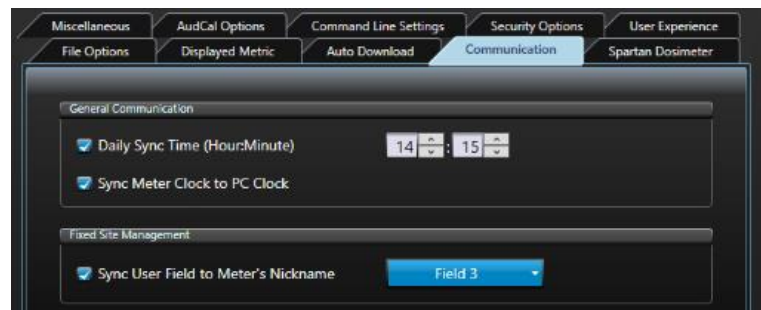 Miscellaneous AudCal Options Command Line Settings Security Options User Experience
File Options Displayed Metric Auto Download Communication Spartan Dosimeter
General Communication
Daily Sync Time (Hour:Minute) 14 : 15
Sync Meter Clock to PC Clock
Fixed Site Management
Sync User Field to Meter's Nickname Field 3